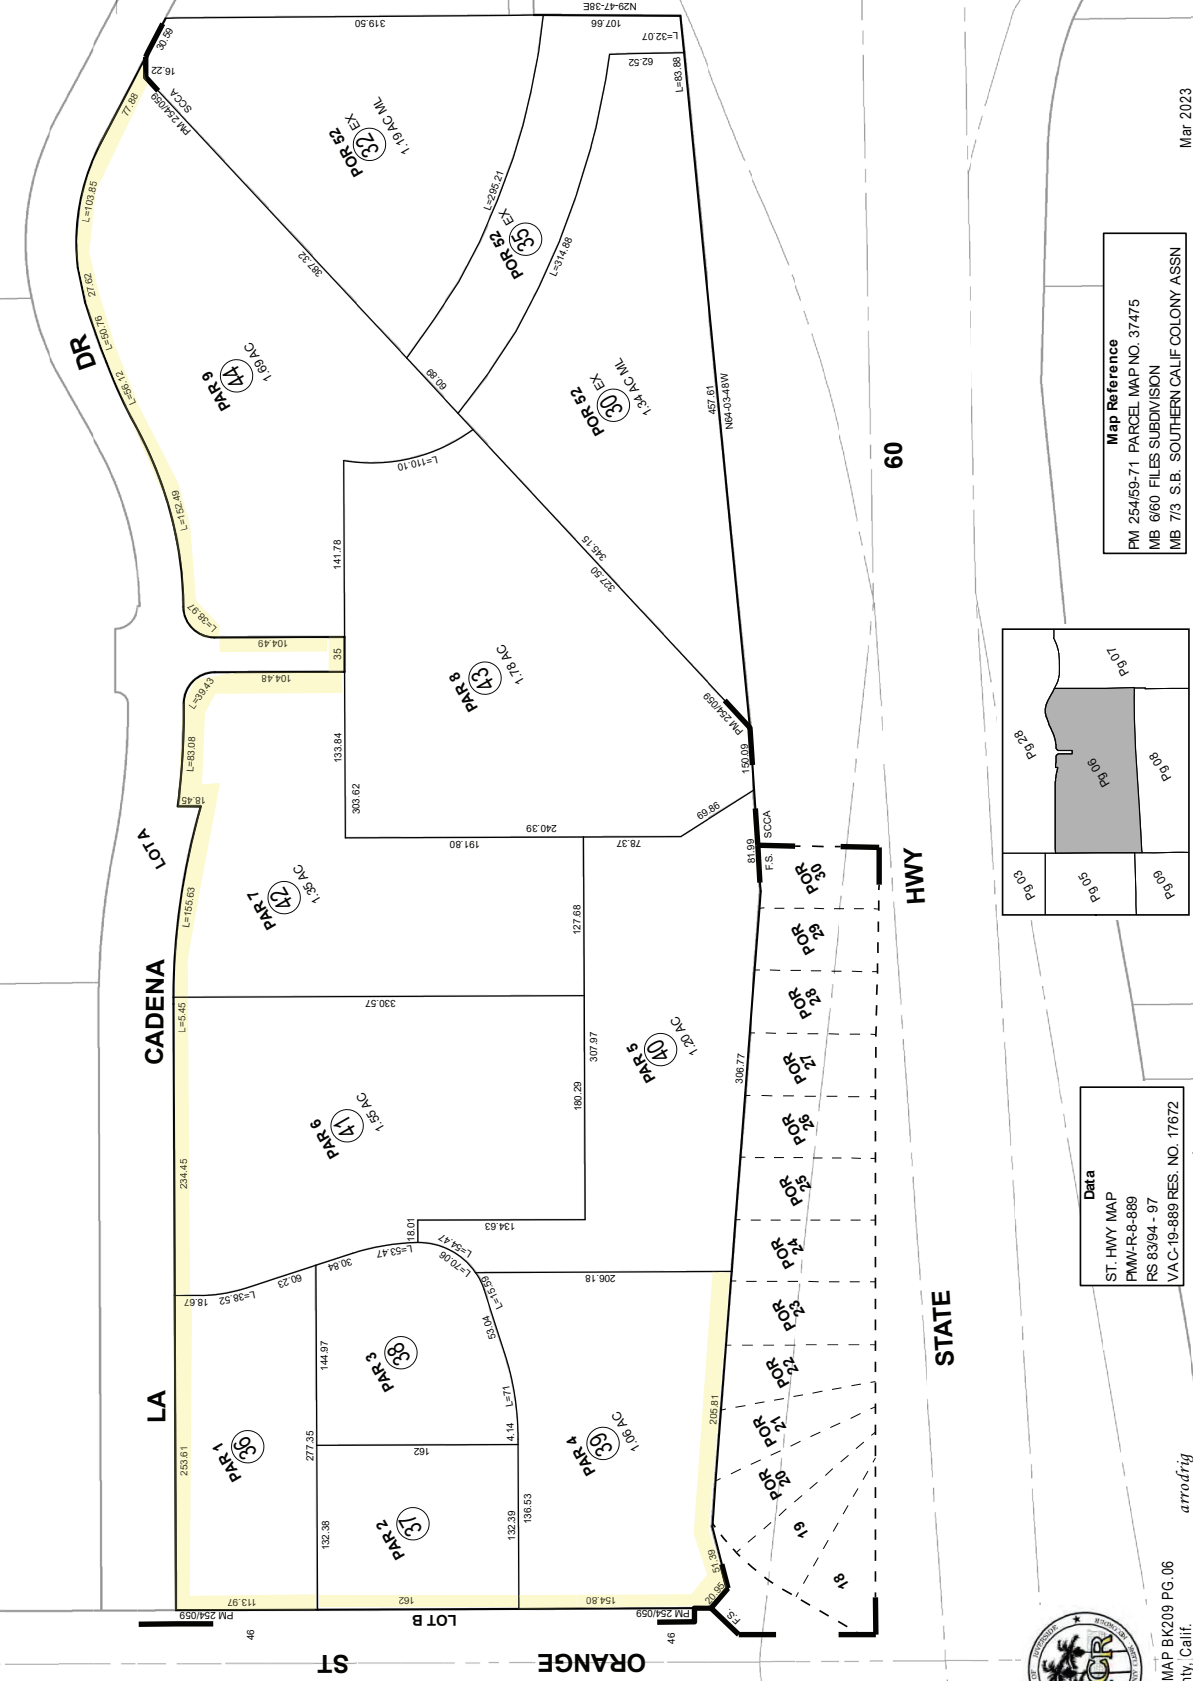 N29-47-38E
319.50
107.66
L=32.07
30.59
16.22
PM 254/059
SCCA
77.88
62.52
L=83.88
L=103.85
POR 52
32 EX
1.19 AC ML
L=295.21
POR 52
35 EX
L=314.88
27.62
L=50.76
L=56.12
DR
387.32
PAR 9
44
1.69 AC
60.89
POR 52
30 EX
1.34 AC ML
457.61
N64-03-48W
L=110.10
L=152.49
L=38.97
141.78
345.15
327.50
104.49
35
104.48
L=39.43
L=83.08
18.45
133.84
303.62
PAR 8
43
1.78 AC
PM 254/059
150.09
69.86
240.39
191.80
78.37
81.99
F.S.
SCCA
LOT A
L=155.63
PAR 7
42
1.35 AC
127.68
CADENA
L=5.45
330.57
307.97
180.29
PAR 5
40
1.20 AC
306.77
PAR 6
41
1.55 AC
234.45
18.01
134.63
L=53.47
L=54.47
L=70.06
30.84
60.23
L=38.52
18.67
L=15.59
53.04
206.18
L=71
4.14
144.97
277.35
PAR 3
38
LA
253.61
PAR 1
36
162
PAR 4
39
1.06 AC
205.81
136.53
132.39
132.38
PAR 2
37
51.39
20.95
F.S.
113.97
162
154.80
PM 254/059
LOT B
PM 254/059
46
46
ORANGE
ST
POR
30
POR
29
POR
28
POR
27
POR
26
POR
25
POR
24
POR
23
POR
22
POR
21
POR
20
19
18
STATE
HWY
60
Mar 2023
Map Reference
PM 254/59-71 PARCEL MAP NO. 37475
MB 6/60 FILES SUBDIVISION
MB 7/3 S.B. SOUTHERN CALIF COLONY ASSN
Pg 28
Pg 07
Pg 06
Pg 08
Pg 03
Pg 05
Pg 09
Data
ST. HWY MAP
PMW-R-8-889
RS 83/94 - 97
VAC-19-889 RES. NO. 17672
arrodrig
MAP BK209 PG.06
nty, Calif.
RIVERSIDE
CR